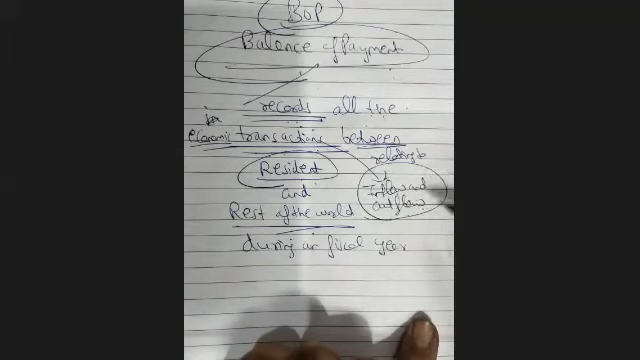 BOP
Balance of Payment
records all the
economic transactions between
relating to
Resident
Inflow and
outflow
and
Rest of the world
during an fiscal year